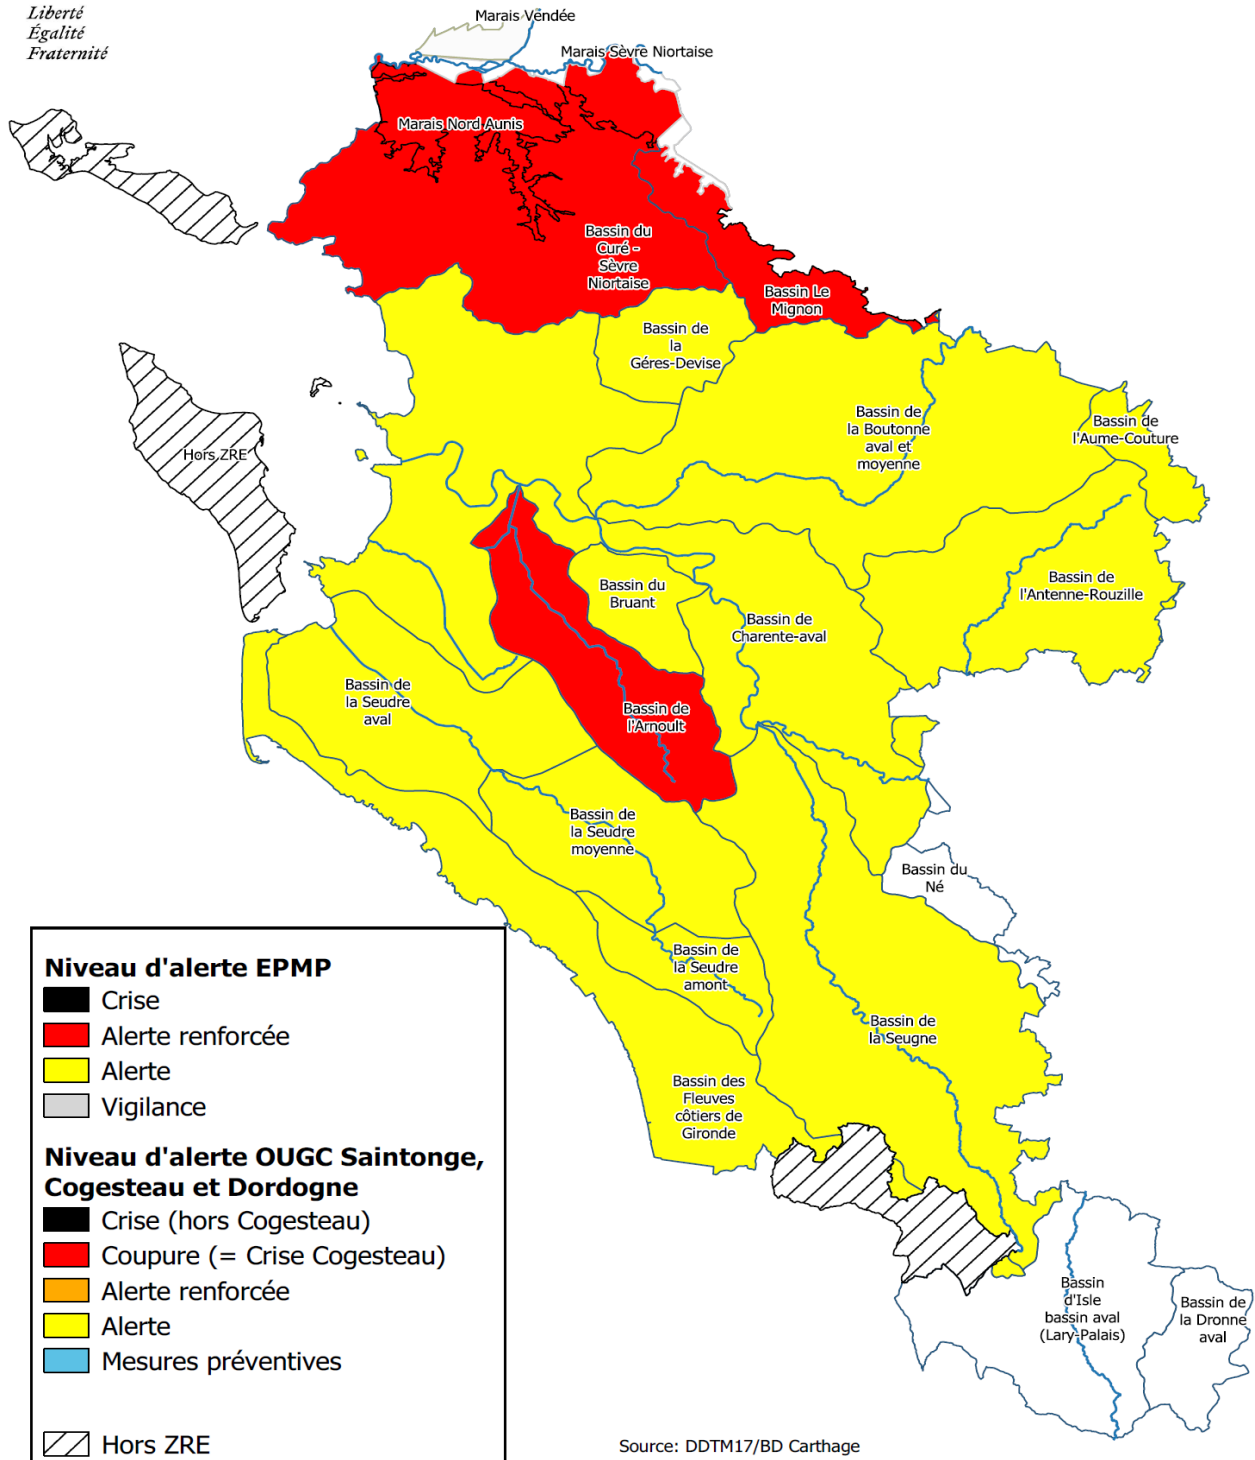 Liberté
Égalité
Fraternité
Marais Vendée
Marais Sèvre Niortaise
Marais Nord Aunis
Bassin du
Curé -
Sèvre
Niortaise
Bassin Le
Mignon
Bassin de
la
Géres-Devise
Bassin de
la Boutonne
aval et
moyenne
Bassin de
l'Aume-Couture
Hors ZRE
Bassin du
Bruant
Bassin de
l'Antenne-Rouzille
Bassin de
Charente-aval
Bassin de
la Seudre
aval
Bassin de
l'Arnoult
Bassin de
la Seudre
moyenne
Bassin du
Né
Bassin de
la Seudre
amont
Bassin de
la Seugne
Bassin des
Fleuves
côtiers de
Gironde
Bassin
d'Isle
bassin aval
(Lary-Palais)
Bassin de
la Dronne
aval
Niveau d'alerte EPMP
Crise
Alerte renforcée
Alerte
Vigilance
Niveau d'alerte OUGC Saintonge,
Cogesteau et Dordogne
Crise (hors Cogesteau)
Coupure (= Crise Cogesteau)
Alerte renforcée
Alerte
Mesures préventives
Hors ZRE
Source: DDTM17/BD Carthage